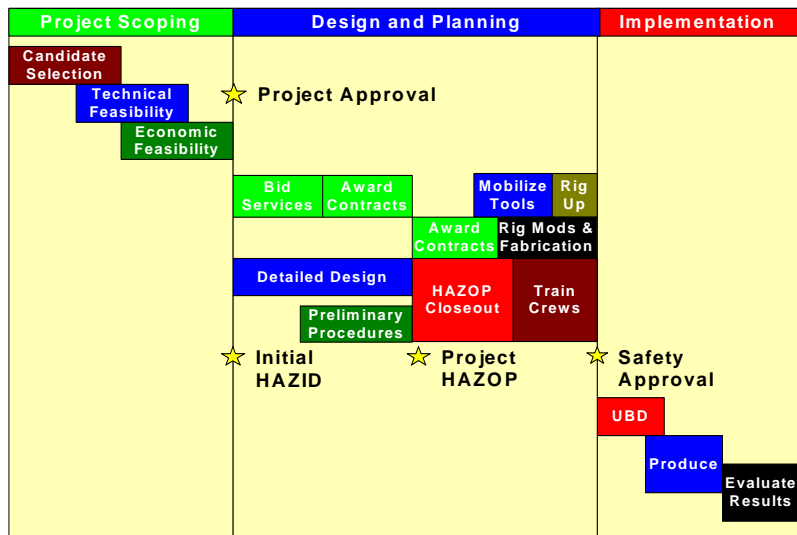 Project Scoping
Design and Planning
Implementation
Candidate
Selection
Technical
Feasibility
Economic
Feasibility
Project Approval
Bid
Services
Award
Contracts
Mobilize
Tools
Rig
Up
Award
Contracts
Rig Mods &
Fabrication
Detailed Design
HAZOP
Closeout
Train
Crews
Preliminary
Procedures
Initial
HAZID
Project
HAZOP
Safety
Approval
UBD
Produce
Evaluate
Results